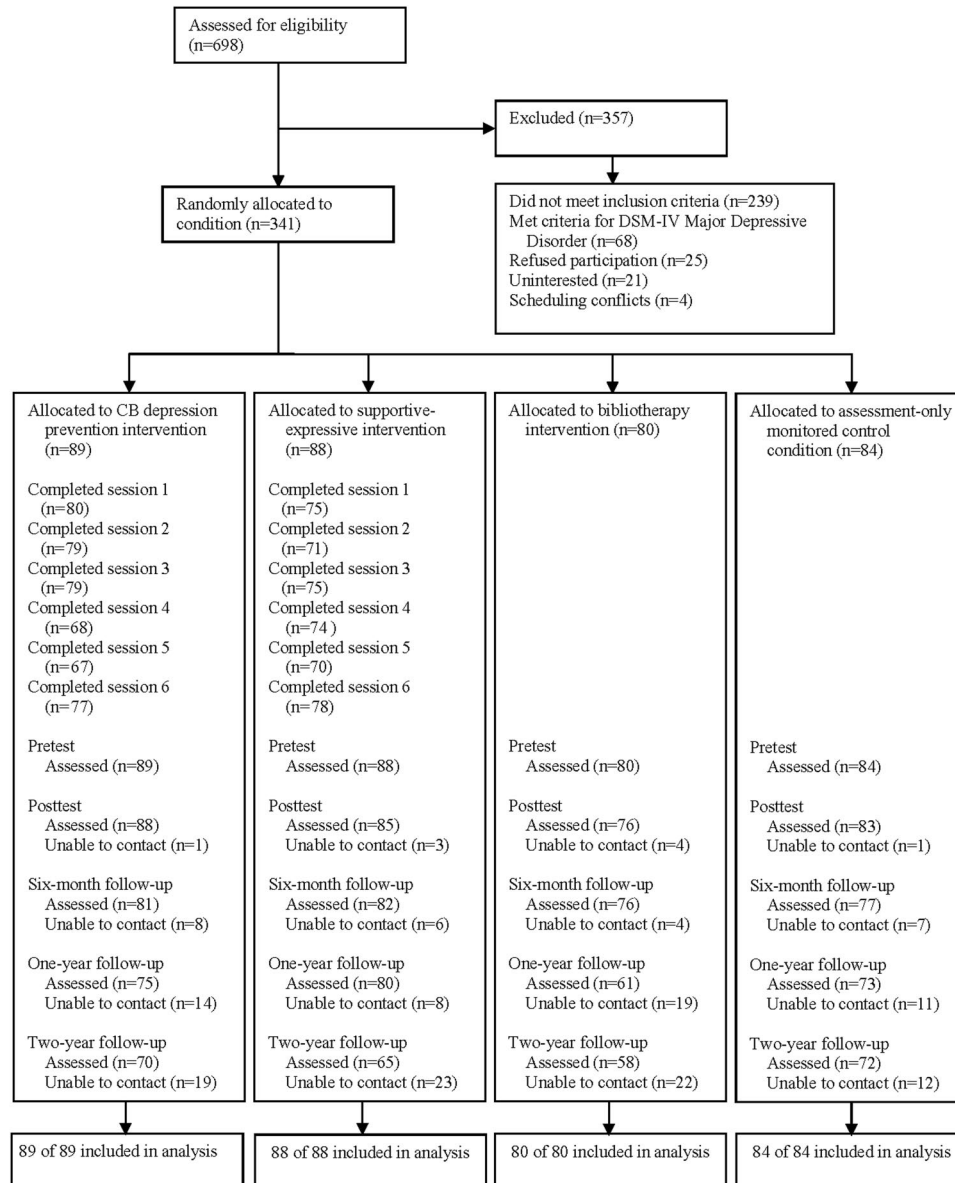 Assessed for eligibility
(n=698)
Excluded (n=357)
Randomly allocated to
condition (n=341)
Did not meet inclusion criteria (n=239)
Met criteria for DSM-IV Major Depressive
Disorder (n=68)
Refused participation (n=25)
Uninterested (n=21)
Scheduling conflicts (n=4)
Allocated to CB depression
prevention intervention
(n=89)
Completed session 1
(n=80)
Completed session 2
(n=79)
Completed session 3
(n=79)
Completed session 4
(n=68)
Completed session 5
(n=67)
Completed session 6
(n=77)
Pretest
Assessed (n=89)
Posttest
Assessed (n=88)
Unable to contact (n=1)
Six-month follow-up
Assessed (n=81)
Unable to contact (n=8)
One-year follow-up
Assessed (n=75)
Unable to contact (n=14)
Two-year follow-up
Assessed (n=70)
Unable to contact (n=19)
89 of 89 included in analysis
Allocated to supportive-
expressive intervention
(n=88)
Completed session 1
(n=75)
Completed session 2
(n=71)
Completed session 3
(n=75)
Completed session 4
(n=74 )
Completed session 5
(n=70)
Completed session 6
(n=78)
Pretest
Assessed (n=88)
Posttest
Assessed (n=85)
Unable to contact (n=3)
Six-month follow-up
Assessed (n=82)
Unable to contact (n=6)
One-year follow-up
Assessed (n=80)
Unable to contact (n=8)
Two-year follow-up
Assessed (n=65)
Unable to contact (n=23)
88 of 88 included in analysis
Allocated to bibliotherapy
intervention (n=80)
Pretest
Assessed (n=80)
Posttest
Assessed (n=76)
Unable to contact (n=4)
Six-month follow-up
Assessed (n=76)
Unable to contact (n=4)
One-year follow-up
Assessed (n=61)
Unable to contact (n=19)
Two-year follow-up
Assessed (n=58)
Unable to contact (n=22)
80 of 80 included in analysis
Allocated to assessment-only
monitored control
condition (n=84)
Pretest
Assessed (n=84)
Posttest
Assessed (n=83)
Unable to contact (n=1)
Six-month follow-up
Assessed (n=77)
Unable to contact (n=7)
One-year follow-up
Assessed (n=73)
Unable to contact (n=11)
Two-year follow-up
Assessed (n=72)
Unable to contact (n=12)
84 of 84 included in analysis